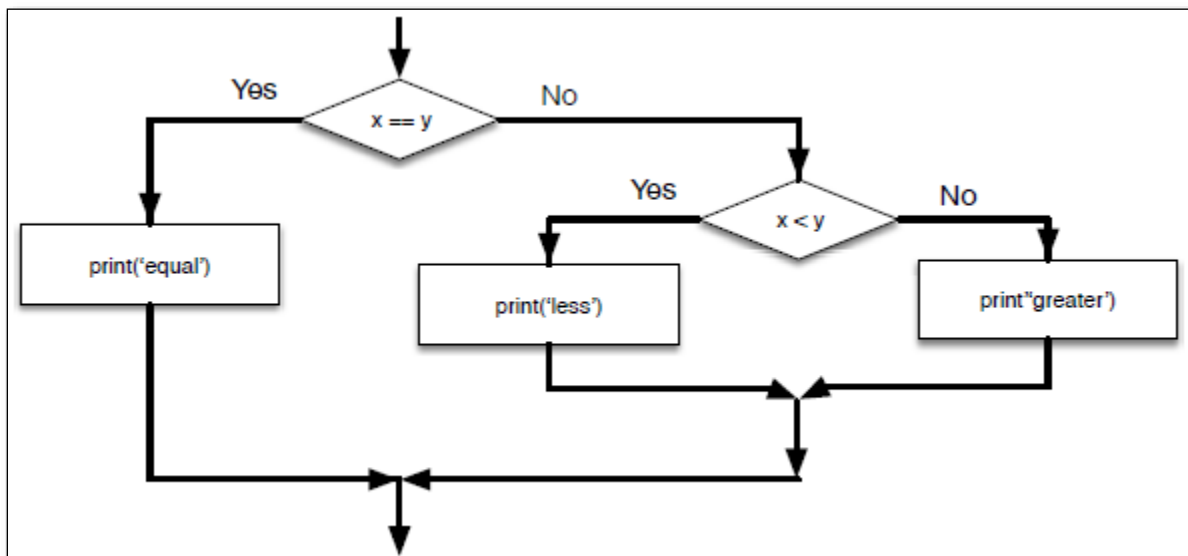 Yes
No
x == y
Yes
No
x < y
print(‘equal’)
print(‘less’)
print"greater’)